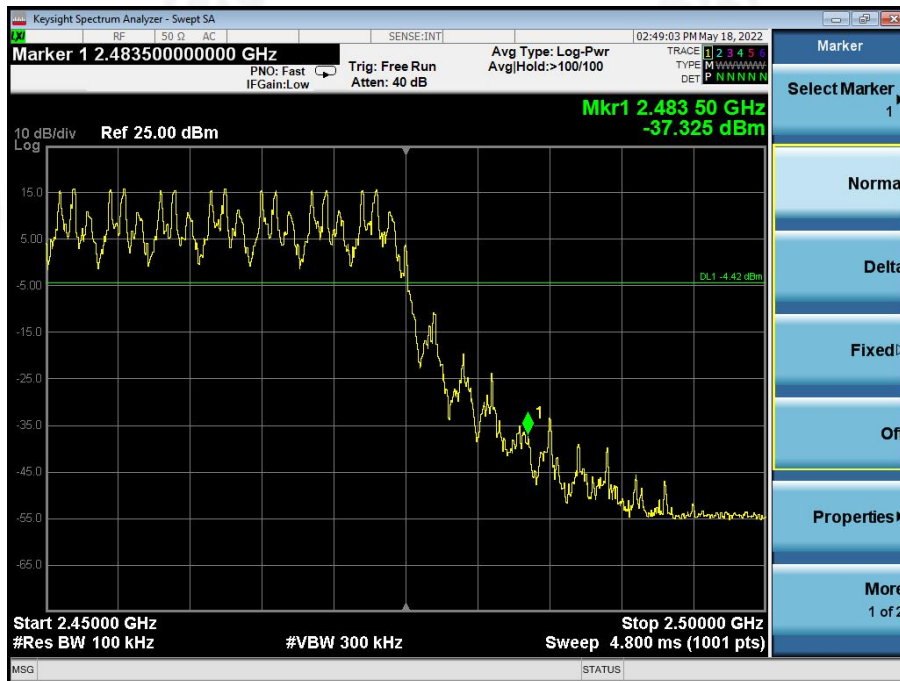 Keysight Spectrum Analyzer - Swept SA
LXI RF 50 Ω AC SENSE:INT 02:49:03 PM May 18, 2022
Marker 1 2.483500000000 GHz
PNO: Fast
IFGain:Low
Trig: Free Run
Atten: 40 dB
Avg Type: Log-Pwr
Avg|Hold:>100/100
TRACE 1 2 3 4 5 6
TYPE M WWWWW
DET P N N N N N
Mkr1 2.483 50 GHz
-37.325 dBm
10 dB/div Ref 25.00 dBm
Log
15.0
5.00
-5.00
-15.0
-25.0
-35.0
-45.0
-55.0
-65.0
DL1 -4.42 dBm
1
Start 2.45000 GHz Stop 2.50000 GHz
#Res BW 100 kHz #VBW 300 kHz Sweep 4.800 ms (1001 pts)
MSG STATUS
Marker
Select Marker
1
Norma
Delta
Fixed
Of
Properties
More
1 of 2